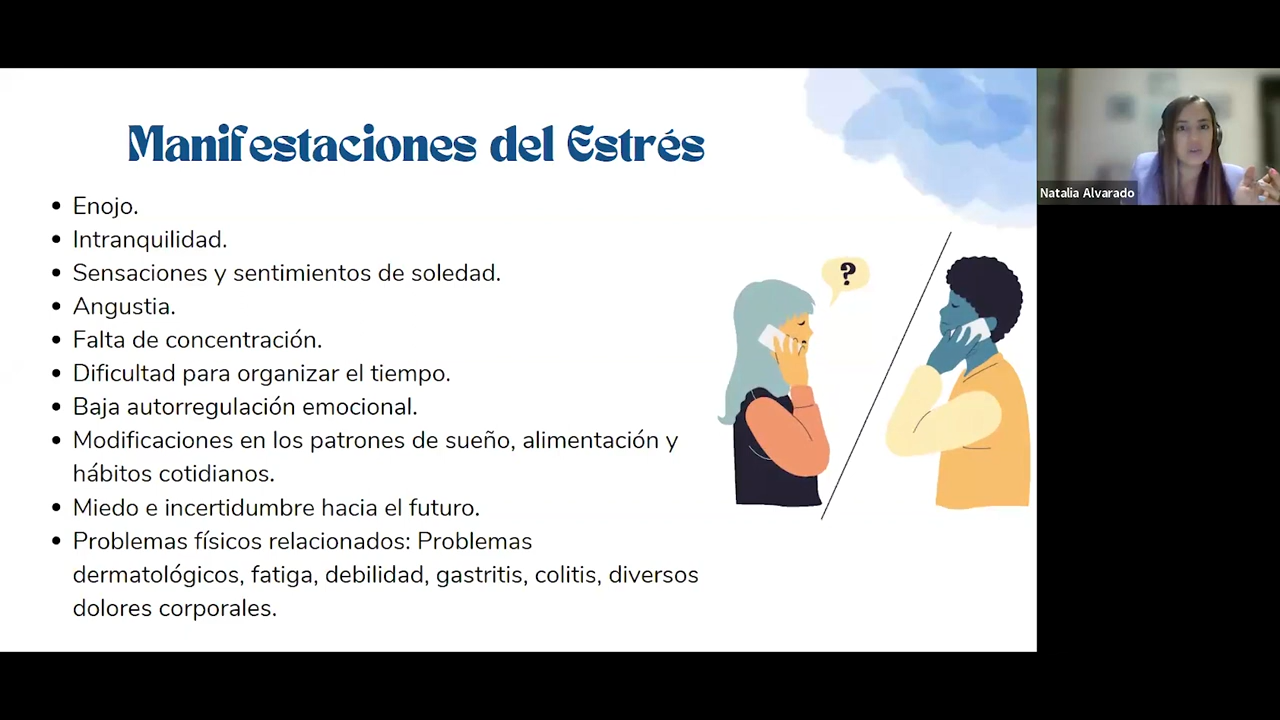 Manifestaciones del Estrés
• Enojo.
• Intranquilidad.
• Sensaciones y sentimientos de soledad.
• Angustia.
• Falta de concentración.
• Dificultad para organizar el tiempo.
• Baja autorregulación emocional.
• Modificaciones en los patrones de sueño, alimentación y
hábitos cotidianos.
• Miedo e incertidumbre hacia el futuro.
• Problemas físicos relacionados: Problemas
dermatológicos, fatiga, debilidad, gastritis, colitis, diversos
dolores corporales.
?
Natalia Alvarado